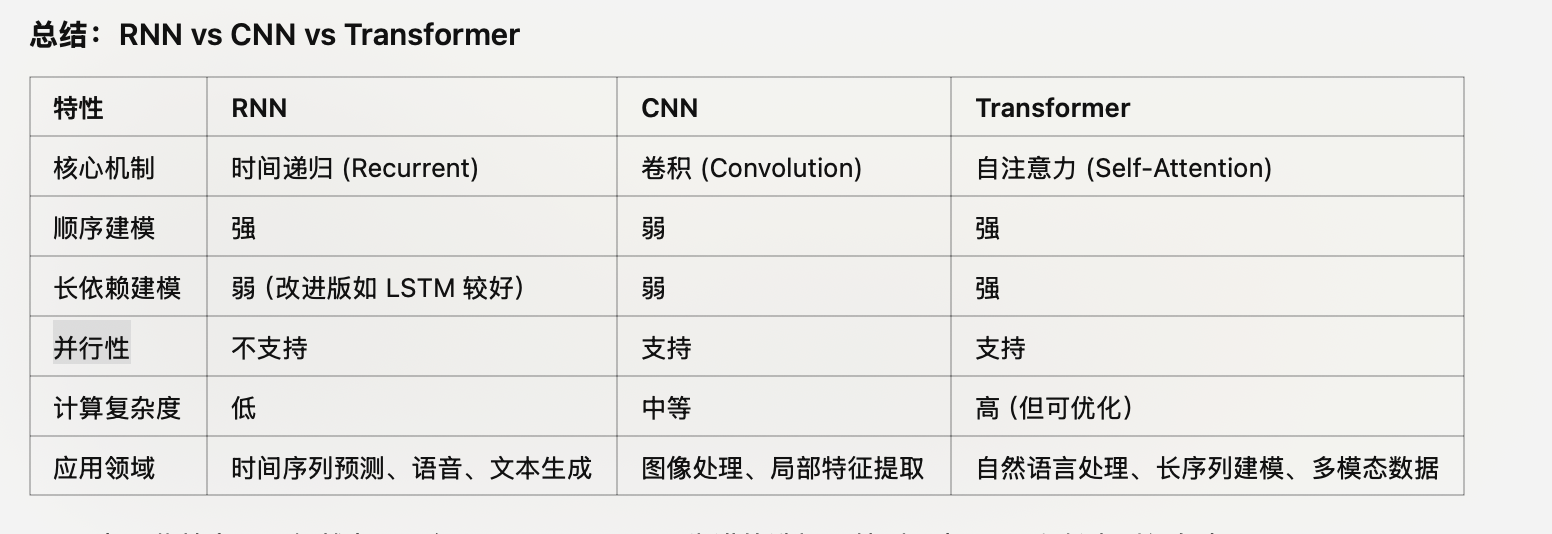 总结：RNN vs CNN vs Transformer
特性 RNN CNN Transformer
核心机制 时间递归 (Recurrent) 卷积 (Convolution) 自注意力 (Self-Attention)
顺序建模 强 弱 强
长依赖建模 弱（改进版如 LSTM 较好） 弱 强
并行性 不支持 支持 支持
计算复杂度 低 中等 高（但可优化）
应用领域 时间序列预测、语音、文本生成 图像处理、局部特征提取 自然语言处理、长序列建模、多模态数据